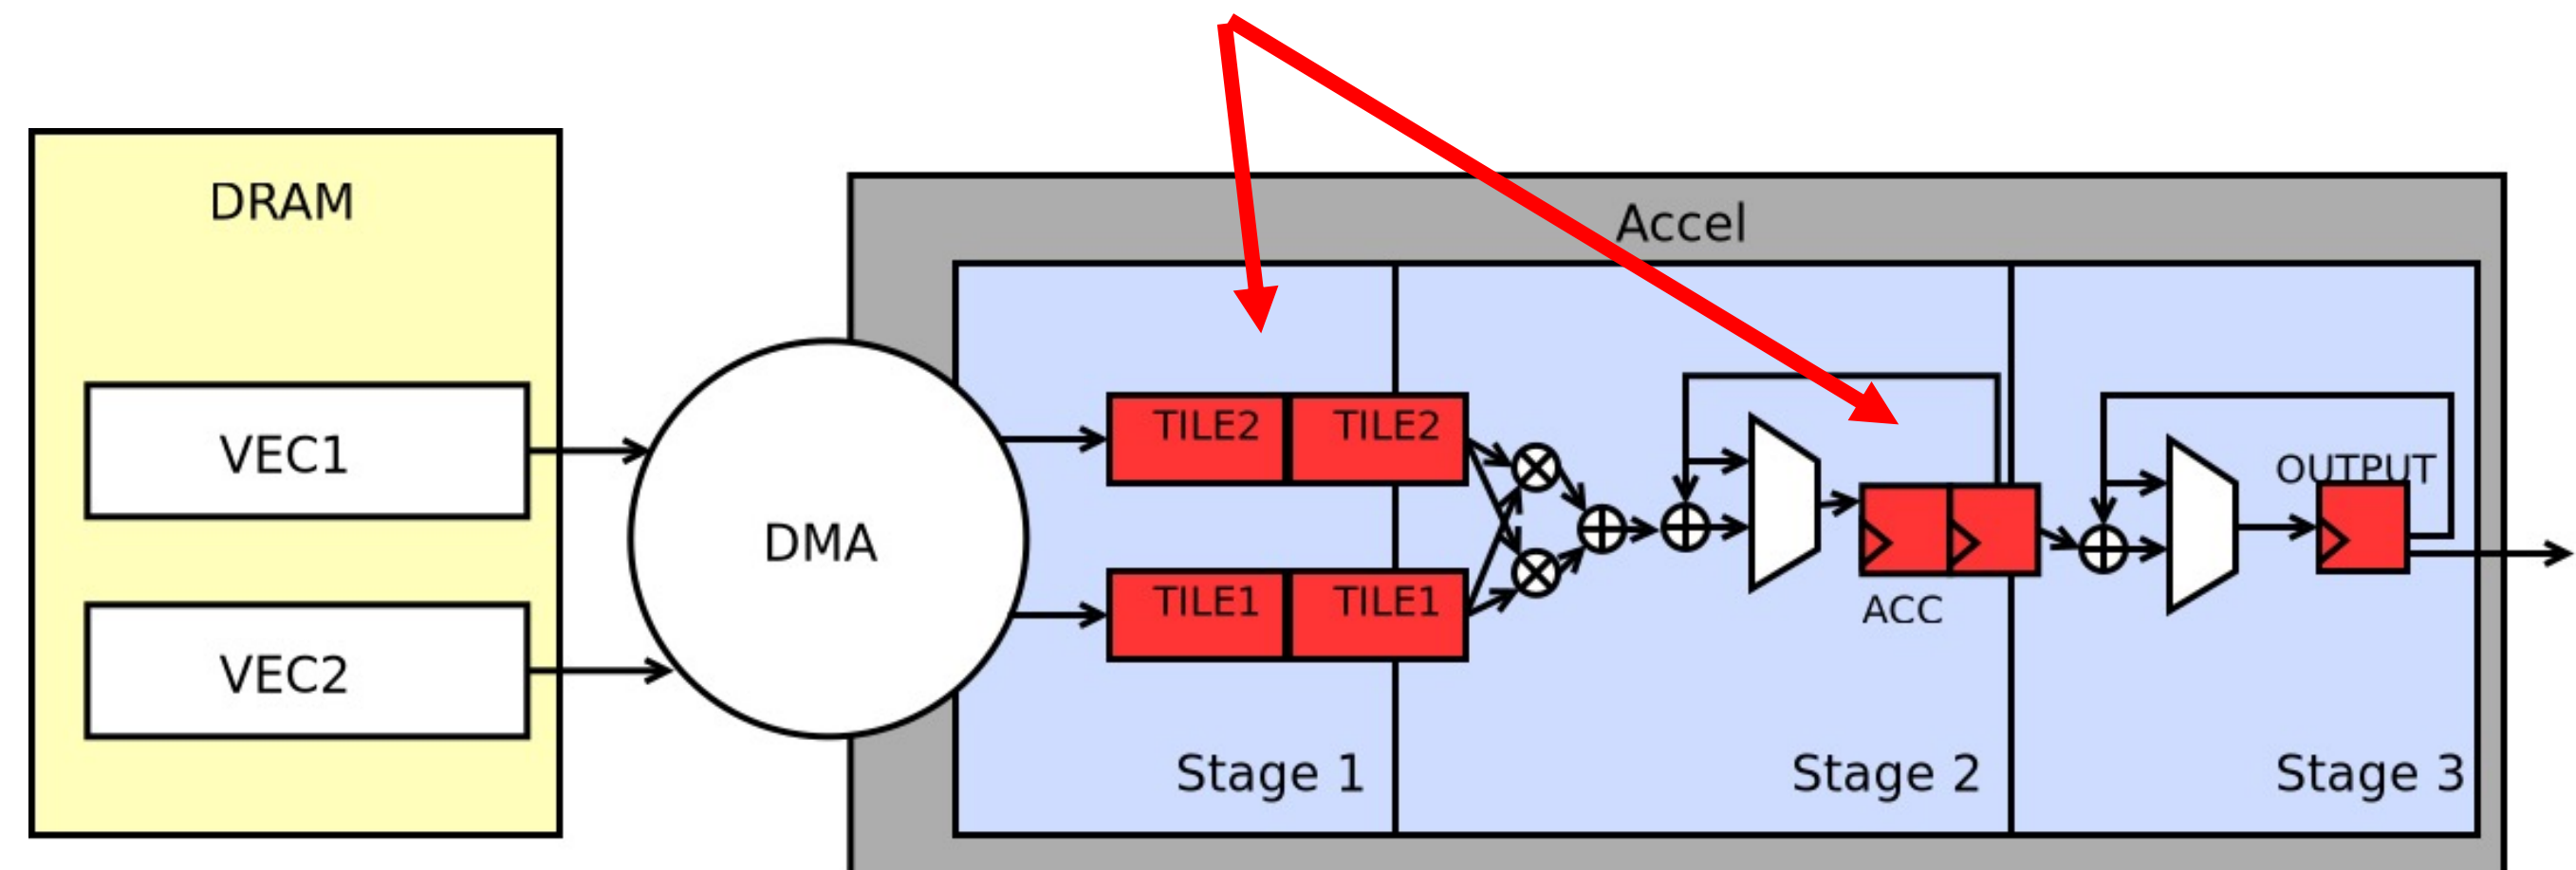 DRAM
VEC1
VEC2
DMA
Accel
TILE2 TILE2
TILE1 TILE1
Stage 1
ACC
Stage 2
OUTPUT
Stage 3